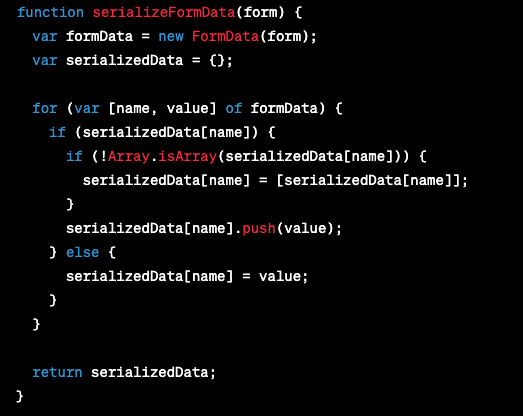 function serializeFormData(form) {
  var formData = new FormData(form);
  var serializedData = {};

  for (var [name, value] of formData) {
    if (serializedData[name]) {
      if (!Array.isArray(serializedData[name])) {
        serializedData[name] = [serializedData[name]];
      }
      serializedData[name].push(value);
    } else {
      serializedData[name] = value;
    }
  }

  return serializedData;
}